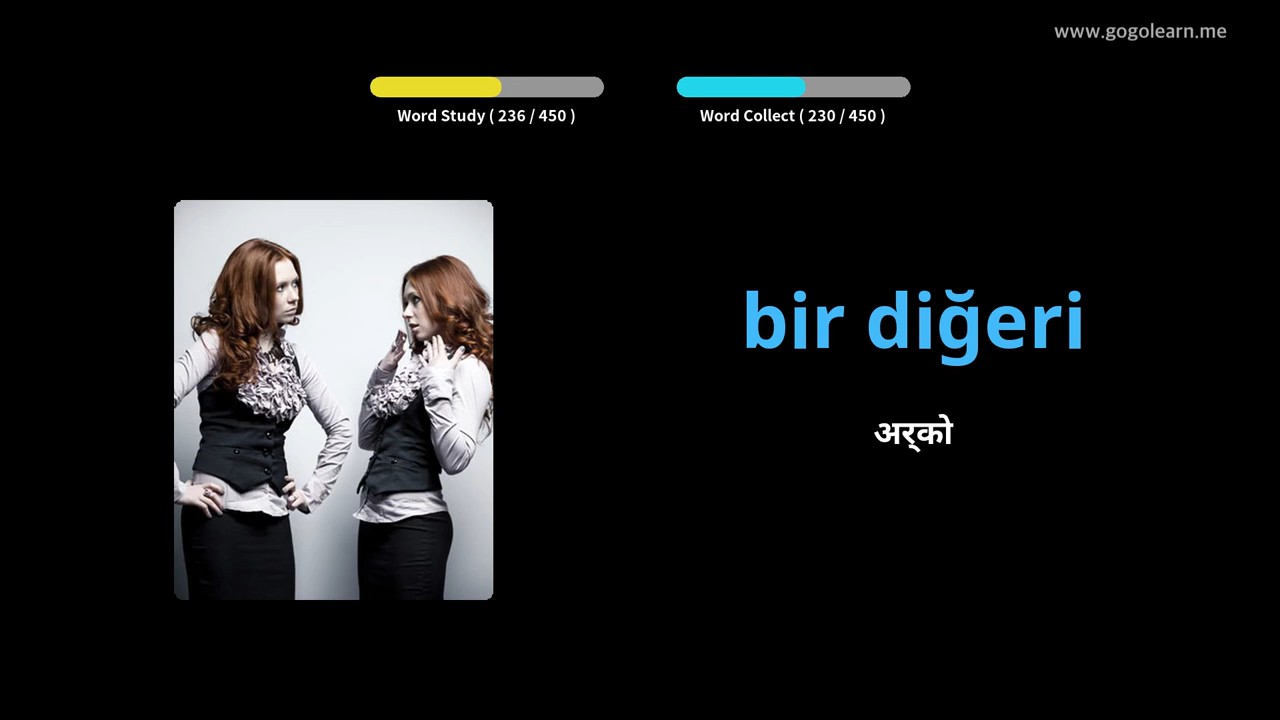 www.gogolearn.me
Word Study ( 236 / 450 )
Word Collect ( 230 / 450 )
bir diğeri
अर्को